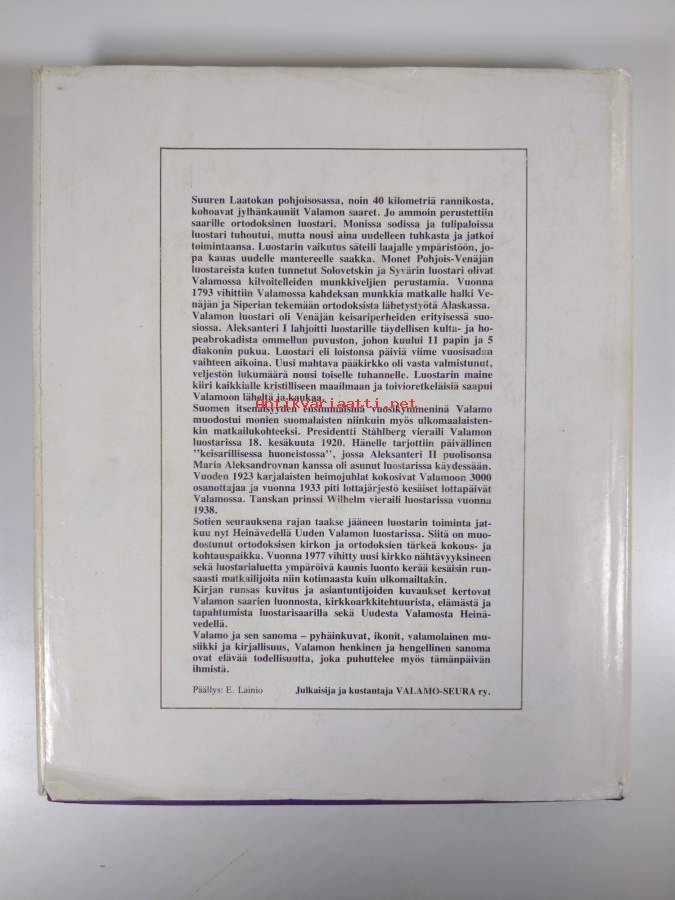 Suuren Laatokan pohjoisosassa, noin 40 kilometriä rannikosta,
kohoavat jylhänkauniit Valamon saaret. Jo ammoin perustettiin
saarille ortodoksinen luostari. Monissa sodissa ja tulipaloissa
luostari tuhoutui, mutta nousi aina uudelleen tuhkasta ja jatkoi
toimintaansa. Luostarin vaikutus säteili laajalle ympäristöön, jo-
pa kauas uudelle mantereelle saakka. Monet Pohjois-Venäjän
luostareista kuten tunnetut Solovetskin ja Syvärin luostari olivat
Valamossa kilvoitelleiden munkkiveljien perustamia. Vuonna
1793 vihittiin Valamossa kahdeksan munkkia matkalle halki Ve-
näjän ja Siperian tekemään ortodoksista lähetystyötä Alaskassa.
Valamon luostari oli Venäjän keisariperheiden erityisessä suo-
siossa. Aleksanteri I lahjoitti luostarille täydellisen kulta- ja ho-
peabrokadista ommellun puvuston, johon kuului 11 papin ja 5
diakonin pukua. Luostari eli loistonsa päiviä viime vuosisadan
vaihteen aikoina. Uusi mahtava pääkirkko oli vasta valmistunut,
veljestön lukumäärä nousi toiselle tuhannelle. Luostarin maine
kiiri kaikkialle kristilliseen maailmaan ja toivioretkeläisiä saapui
Valamoon läheltä ja kaukaa.
Antikvariaatti.net
Suomen itsenäisyyden ensimmäisinä vuosikymmeninä Valamo
muodostui monien suomalaisten niinkuin myös ulkomaalaisten-
kin matkailukohteeksi. Presidentti Ståhlberg vieraili Valamon
luostarissa 18. kesäkuuta 1920. Hänelle tarjottiin päivällinen
"keisarillisessa huoneistossa", jossa Aleksanteri II puolisonsa
Maria Aleksandrovnan kanssa oli asunut luostarissa käydessään.
Vuoden 1923 karjalaisten heimojuhlat kokosivat Valamoon 3000
osanottajaa ja vuonna 1933 piti lottajärjestö kesäiset lottapäivät
Valamossa. Tanskan prinssi Wilhelm vieraili luostarissa vuonna
1938.
Sotien seurauksena rajan taakse jääneen luostarin toiminta jat-
kuu nyt Heinävedellä Uuden Valamon luostarissa. Siitä on muo-
dostunut ortodoksisen kirkon ja ortodoksien tärkeä kokous- ja
kohtauspaikka. Vuonna 1977 vihitty uusi kirkko nähtävyyksineen
sekä luostarialuetta ympäröivä kaunis luonto kerää kesäisin run-
saasti matkailijoita niin kotimaasta kuin ulkomailtakin.
Kirjan runsas kuvitus ja asiantuntijoiden kuvaukset kertovat
Valamon saarien luonnosta, kirkkoarkkitehtuurista, elämästä ja
tapahtumista luostarisaarilla sekä Uudesta Valamosta Heinä-
vedellä.
Valamo ja sen sanoma – pyhäinkuvat, ikonit, valamolainen mu-
siikki ja kirjallisuus, Valamon henkinen ja hengellinen sanoma
ovat elävää todellisuutta, joka puhuttelee myös tämänpäivän
ihmistä.
Päällys: E. Lainio Julkaisija ja kustantaja VALAMO-SEURA ry.